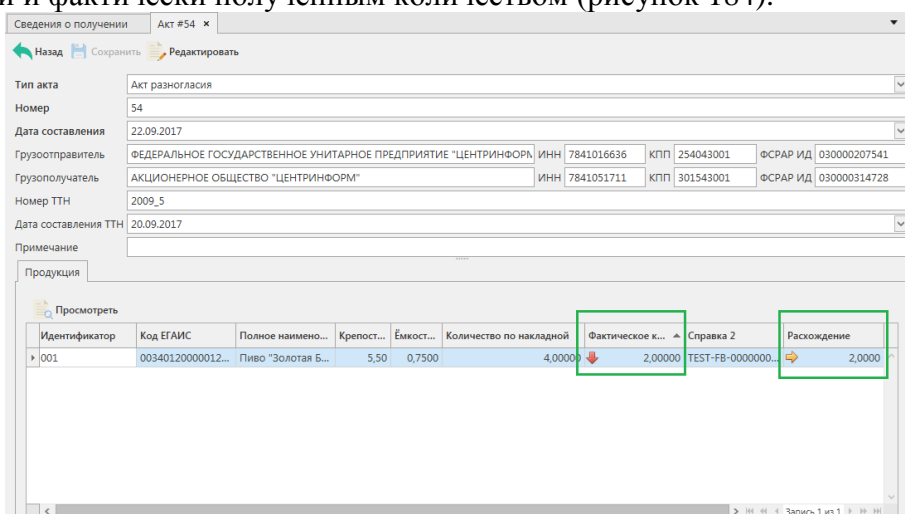 и фактически полученным количеством (рисунок 184).
Сведения о получении Акт #54 ×
Назад Сохранить Редактировать
Тип акта Акт разногласия
Номер 54
Дата составления 22.09.2017
Грузоотправитель ФЕДЕРАЛЬНОЕ ГОСУДАРСТВЕННОЕ УНИТАРНОЕ ПРЕДПРИЯТИЕ "ЦЕНТРИНФОРМ ИНН 7841016636 КПП 254043001 ФСРАР ИД 030000207541
Грузополучатель АКЦИОНЕРНОЕ ОБЩЕСТВО "ЦЕНТРИНФОРМ" ИНН 7841051711 КПП 301543001 ФСРАР ИД 030000314728
Номер ТТН 2009_5
Дата составления ТТН 20.09.2017
Примечание
Продукция
Просмотреть
Идентификатор Код ЕГАИС Полное наимено... Крепост... Ёмкост... Количество по накладной Фактическое к... Справка 2 Расхождение
001 00340120000012... Пиво "Золотая Б... 5,50 0,7500 4,00000 2,00000 TEST-FB-0000000... 2,0000
Запись 1 из 1